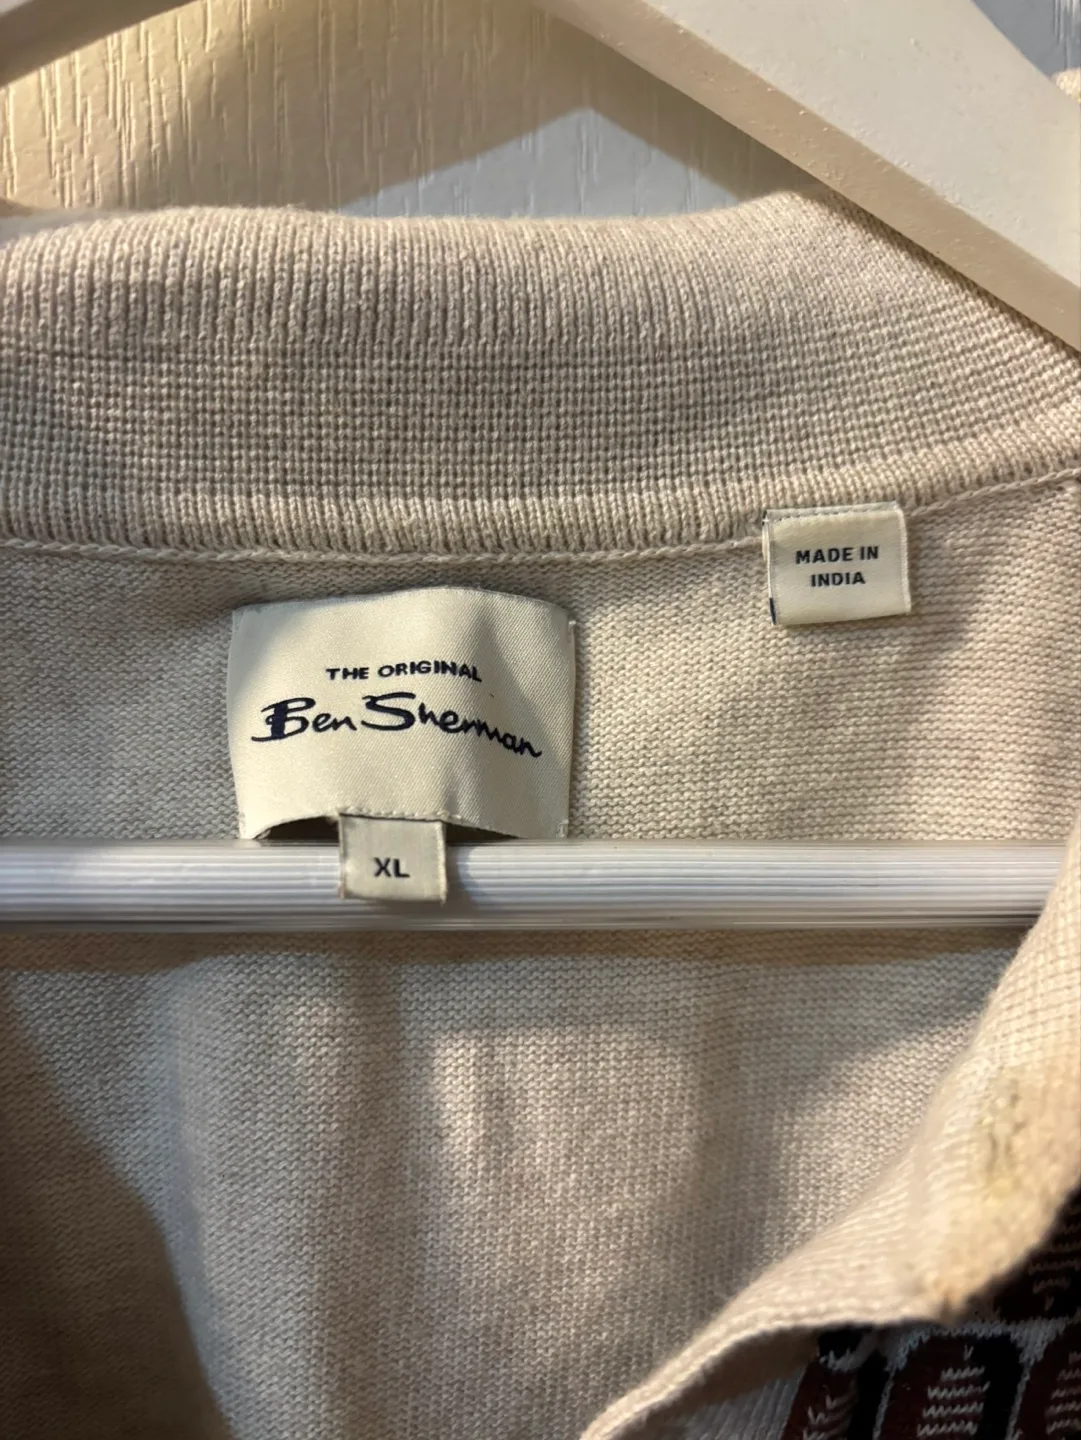 MADE IN
INDIA
THE ORIGINAL
Ben Sherman
XL